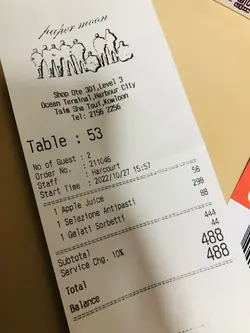 paper moon
Shop Ote 301,Level 3
Ocean Terminal,Harbour City
Tsim Sha Tsui,Kowloon
Tel: 2156 2256
Table : 53
No of Guest : 2
Order No. : 211046
Staff : Harcourt
Start Time : 2022/10/27 15:57
1 Apple Juice 58
1 Selezione Antipasti 298
1 Gelati Sorbetti 88
Subtotal 444
Service Chg. 10% 44
Total 488
Balance 488